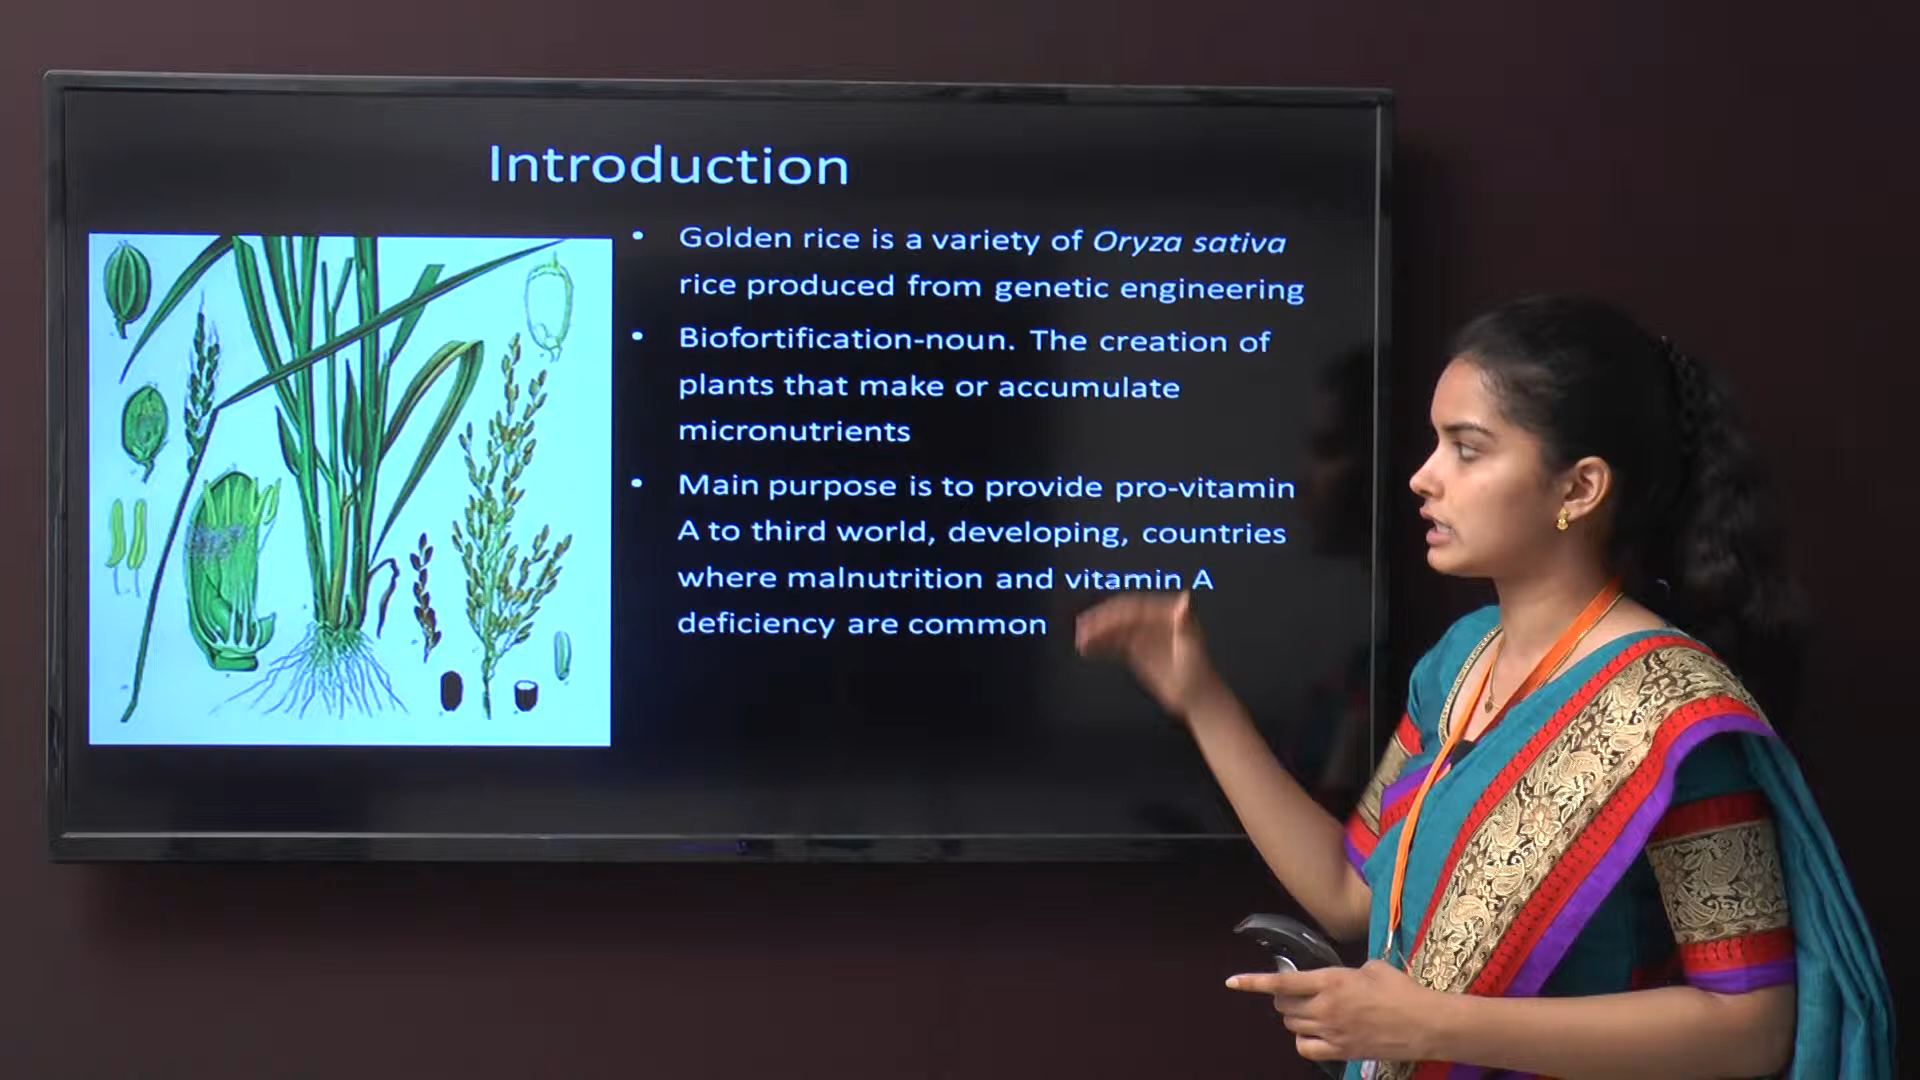 Introduction
• Golden rice is a variety of Oryza sativa
rice produced from genetic engineering
• Biofortification-noun. The creation of
plants that make or accumulate
micronutrients
• Main purpose is to provide pro-vitamin
A to third world, developing, countries
where malnutrition and vitamin A
deficiency are common